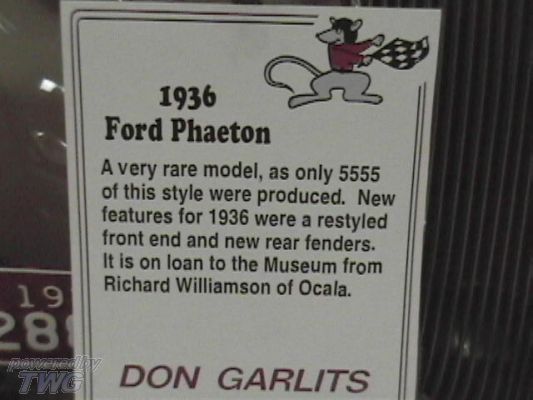 1936
Ford Phaeton
A very rare model, as only 5555
of this style were produced. New
features for 1936 were a restyled
front end and new rear fenders.
It is on loan to the Museum from
Richard Williamson of Ocala.
DON GARLITS
19
28
powered by
TWG